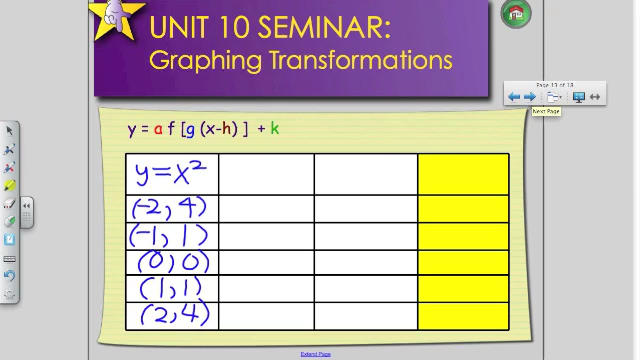 UNIT 10 SEMINAR:
Graphing Transformations
Page 13 of 18
Next Page
y = a f [g (x-h) ] + k
y=x²
(-2, 4)
(-1, 1)
(0, 0)
(1, 1)
(2, 4)
Extend Page